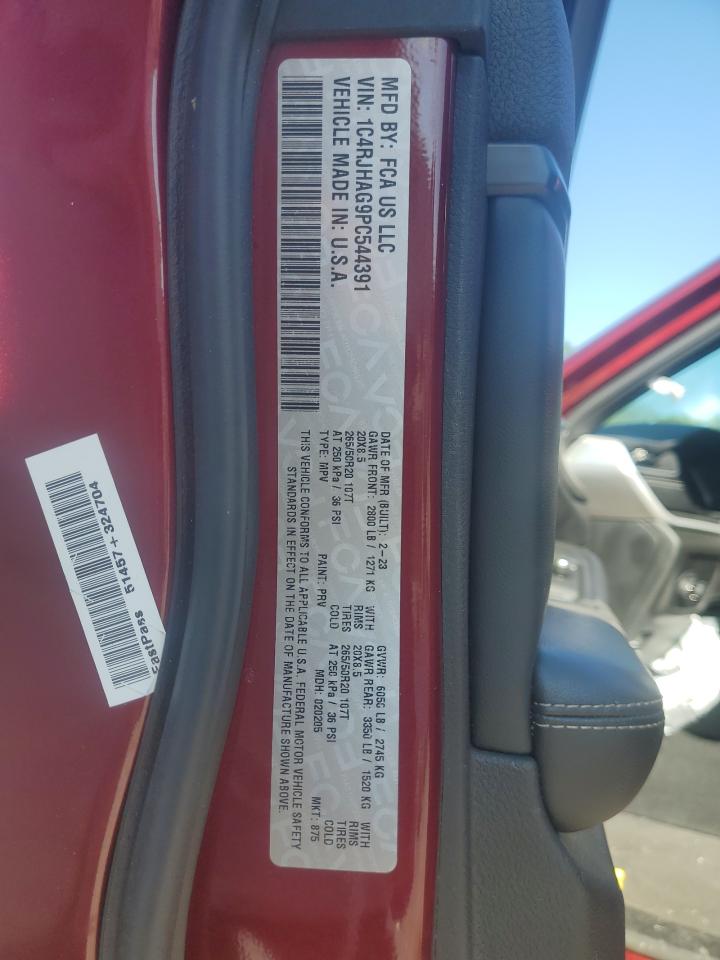 MFD BY: FCA US LLC
VIN: 1C4RJHAG9PC544391
VEHICLE MADE IN: U.S.A.
DATE OF MFR (BUILT): 2-23 GVWR: 6050 LB / 2745 KG
GAWR FRONT: 2800 LB / 1271 KG WITH GAWR REAR: 3350 LB / 1520 KG WITH
20X8.5 RIMS 20X8.5 RIMS
265/50R20 107T TIRES 265/50R20 107T TIRES
AT 250 kPa / 36 PSI COLD AT 250 kPa / 36 PSI COLD
TYPE: MPV PAINT: PRV MDH: 020205 MKT: 875
THIS VEHICLE CONFORMS TO ALL APPLICABLE U.S.A. FEDERAL MOTOR VEHICLE SAFETY
STANDARDS IN EFFECT ON THE DATE OF MANUFACTURE SHOWN ABOVE.
FastPass 51457+324704